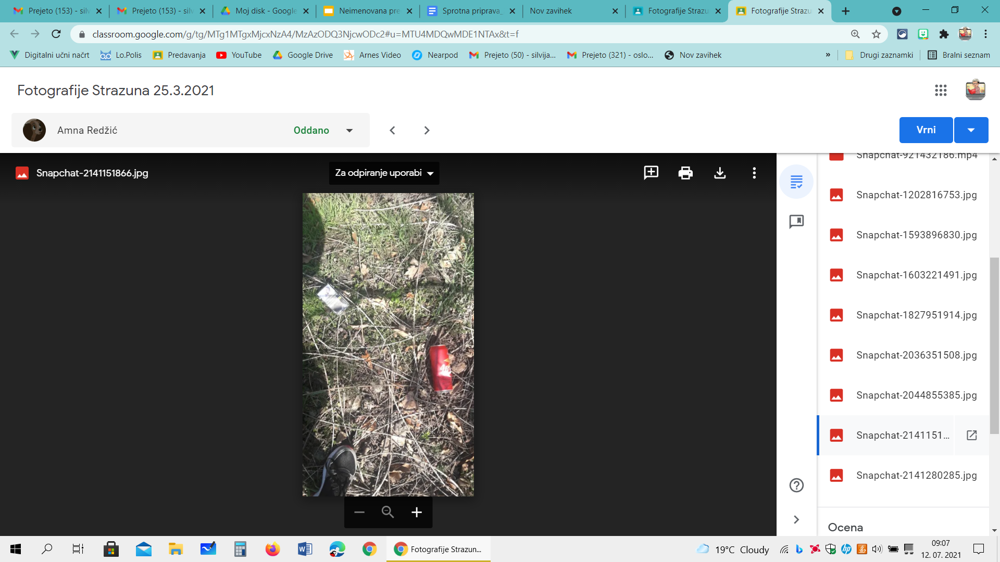 Prejeto (153) - silv
Prejeto (153) - silv
Moj disk - Google
Neimenovana pre
Sprotna priprava_
Nov zavihek
Fotografije Strazu
Fotografije Strazu
classroom.google.com/g/tg/MTg1MTgxMjcxNzA4/MzAzODQ3NjcwODc2#u=MTU4MDQwMDE1NTAx&t=f
Digitalni učni načrt
Lo.Polis
Predavanja
YouTube
Google Drive
Arnes Video
Nearpod
Prejeto (50) - silvija...
Prejeto (321) - oslo...
Nov zavihek
»
Drugi zaznamki
Bralni seznam
Fotografije Strazuna 25.3.2021
Amna Redžić
Oddano
Vrni
Snapchat-2141151866.jpg
Za odpiranje uporabi
Snapchat-921432186.mp4
Snapchat-1202816753.jpg
Snapchat-1593896830.jpg
Snapchat-1603221491.jpg
Snapchat-1827951914.jpg
Snapchat-2036351508.jpg
Snapchat-2044855385.jpg
Snapchat-2141151...
Snapchat-2141280285.jpg
Ocena
Fotografije Strazun...
19°C Cloudy
09:07
12. 07. 2021